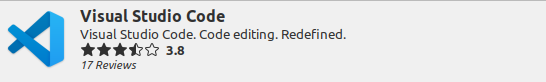 Visual Studio Code
Visual Studio Code. Code editing. Redefined.
3.8
17 Reviews